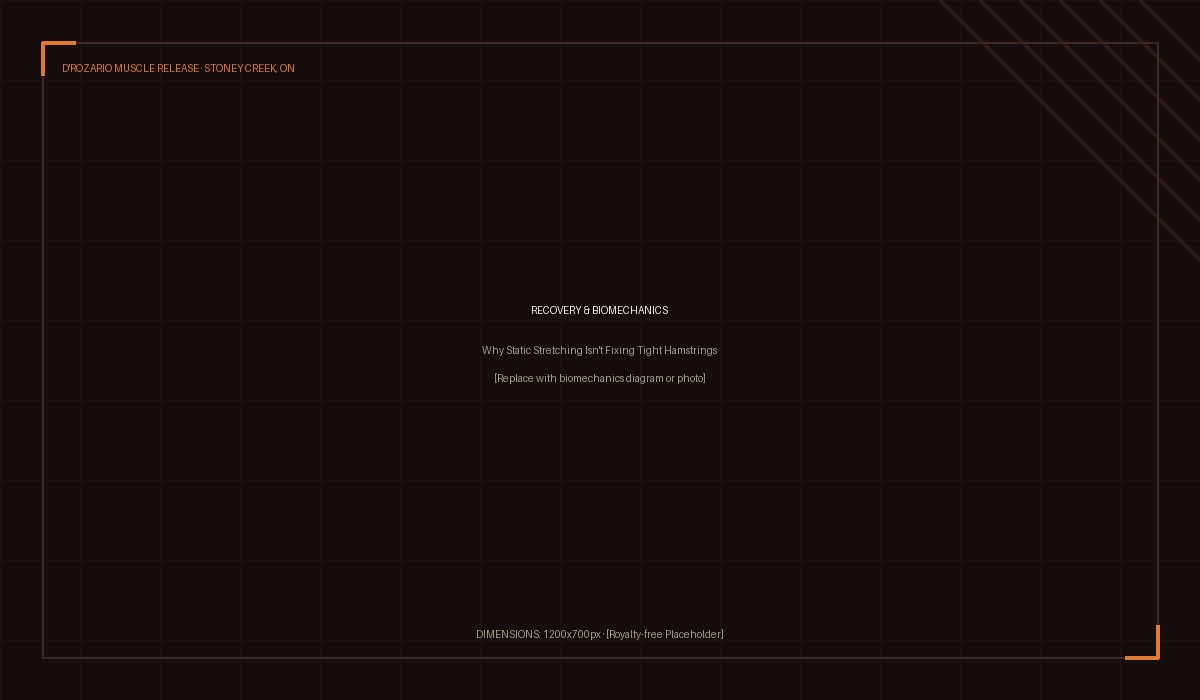 D'ROZARIO MUSCLE RELEASE · STONEY CREEK, ON
RECOVERY & BIOMECHANICS
Why Static Stretching Isn't Fixing Tight Hamstrings
[Replace with biomechanics diagram or photo]
DIMENSIONS: 1200x700px · [Royalty-free Placeholder]